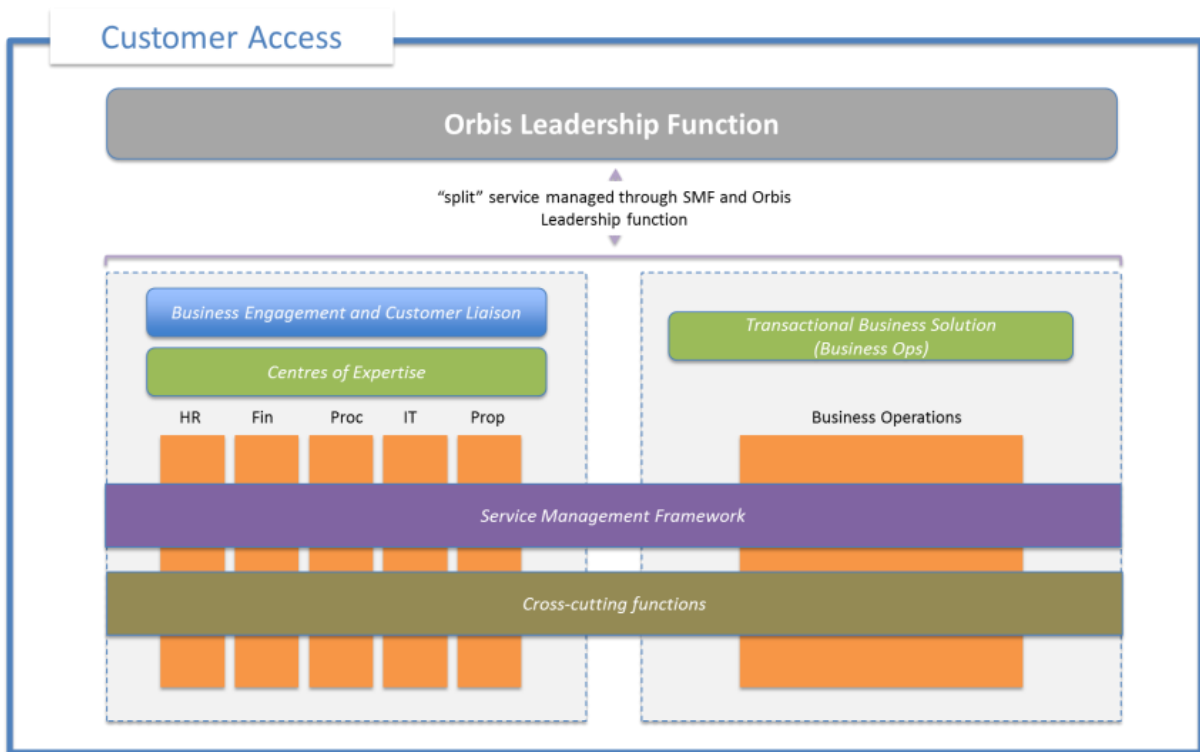 Customer Access
Orbis Leadership Function
“split” service managed through SMF and Orbis
Leadership function
Business Engagement and Customer Liaison
Centres of Expertise
HR Fin Proc IT Prop
Transactional Business Solution
(Business Ops)
Business Operations
Service Management Framework
Cross-cutting functions